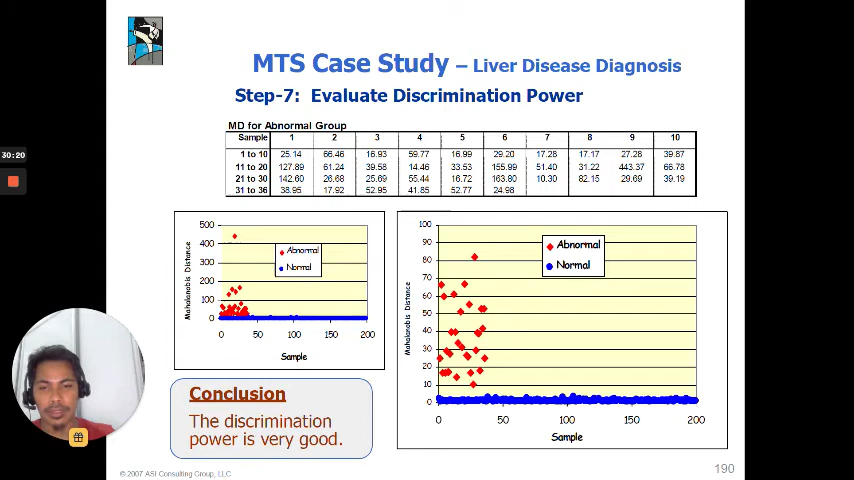 MTS Case Study – Liver Disease Diagnosis
Step-7: Evaluate Discrimination Power
MD for Abnormal Group
Sample 1 2 3 4 5 6 7 8 9 10
1 to 10 25.14 66.46 16.93 59.77 16.99 29.20 17.28 17.17 27.28 39.87
11 to 20 127.89 61.24 39.58 14.46 33.53 155.99 51.40 31.22 443.37 66.78
21 to 30 142.60 26.68 25.69 55.44 16.72 163.80 10.30 82.15 29.69 39.19
31 to 36 38.95 17.92 52.95 41.85 52.77 24.98
30:20
500
400
300
200
100
0
Mahalanobis Distance
Abnormal
Normal
0 50 100 150 200
Sample
100
90
80
70
60
50
40
30
20
10
0
Mahalanobis Distance
Abnormal
Normal
0 50 100 150 200
Sample
Conclusion
The discrimination
power is very good.
© 2007 ASI Consulting Group, LLC
190